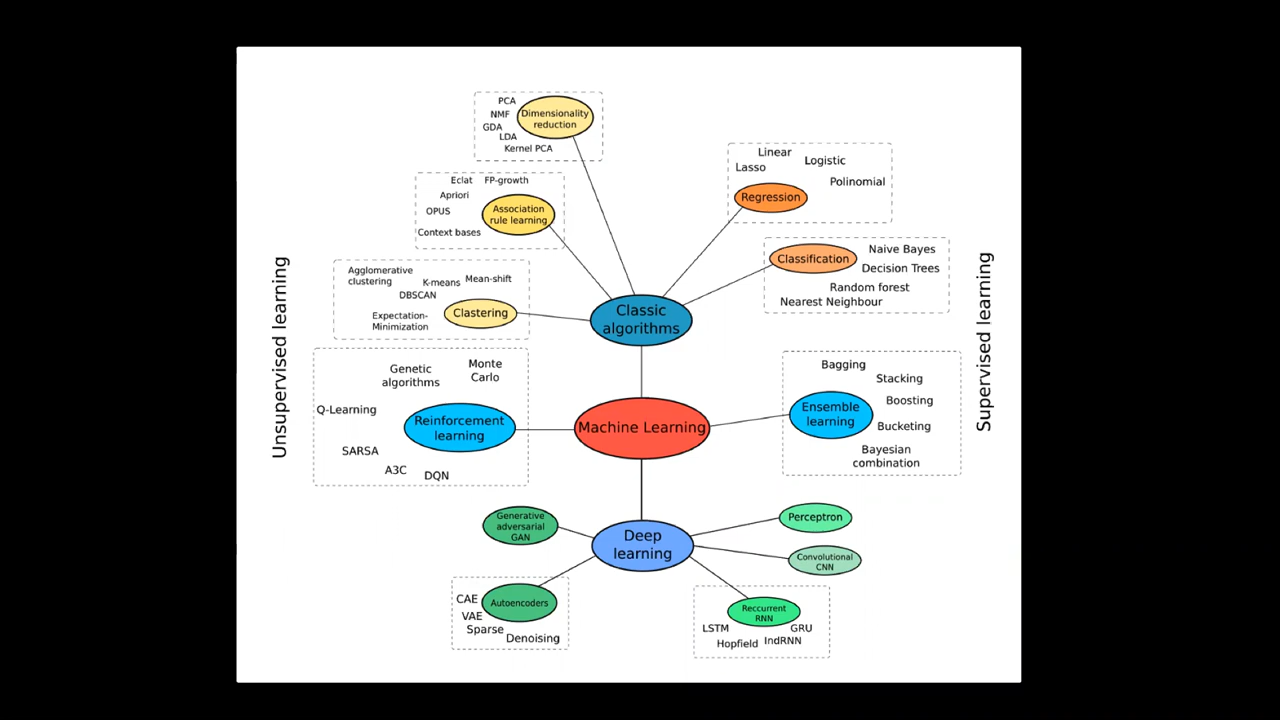 PCA
NMF
GDA
LDA
Kernel PCA
Dimensionality
reduction
Eclat
FP-growth
Apriori
OPUS
Context bases
Association
rule learning
Agglomerative
clustering
K-means
Mean-shift
DBSCAN
Expectation-
Minimization
Clastering
Linear
Lasso
Logistic
Polinomial
Regression
Classification
Naive Bayes
Decision Trees
Random forest
Nearest Neighbour
Classic
algorithms
Unsupervised learning
Supervised learning
Genetic
algorithms
Monte
Carlo
Q-Learning
Reinforcement
learning
SARSA
A3C
DQN
Machine Learning
Bagging
Stacking
Ensemble
learning
Boosting
Bucketing
Bayesian
combination
Generative
adversarial
GAN
Deep
learning
Perceptron
Convolutional
CNN
CAE
VAE
Sparse
Denoising
Autoencoders
Reccurrent
RNN
LSTM
GRU
Hopfield
IndRNN